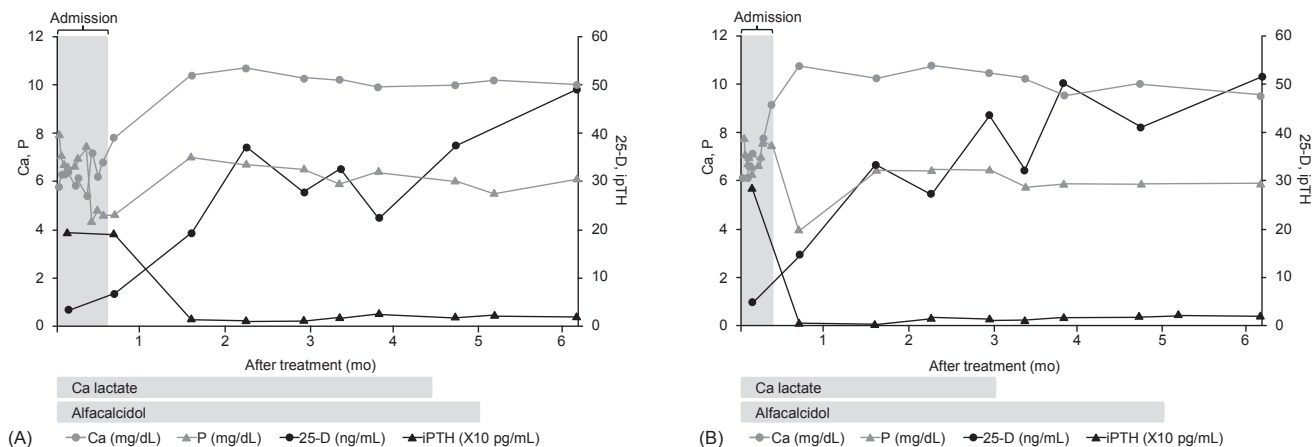 Admission
12
10
8
6
4
2
0
Ca, P
60
50
40
30
20
10
0
25-D, ipTH
1 2 3 4 5 6
After treatment (mo)
Ca lactate
Alfacalcidol
(A) Ca (mg/dL) P (mg/dL) 25-D (ng/mL) iPTH (X10 pg/mL)
Admission
12
10
8
6
4
2
0
Ca, P
60
50
40
30
20
10
0
25-D, ipTH
1 2 3 4 5 6
After treatment (mo)
Ca lactate
Alfacalcidol
(B) Ca (mg/dL) P (mg/dL) 25-D (ng/mL) iPTH (X10 pg/mL)